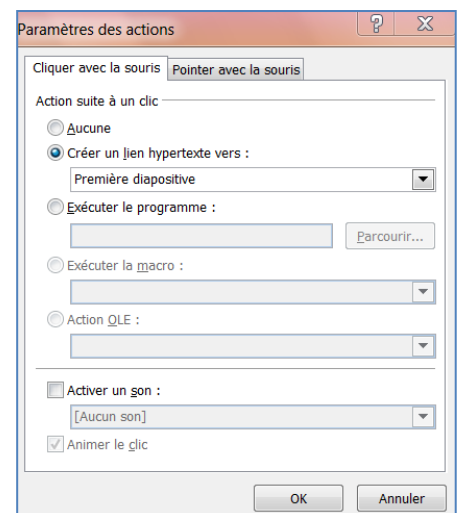 Paramètres des actions
Cliquer avec la souris Pointer avec la souris
Action suite à un clic
Aucune
Créer un lien hypertexte vers :
Première diapositive
Exécuter le programme :
Parcourir...
Exécuter la macro :
Action OLE :
Activer un son :
[Aucun son]
Animer le clic
OK Annuler